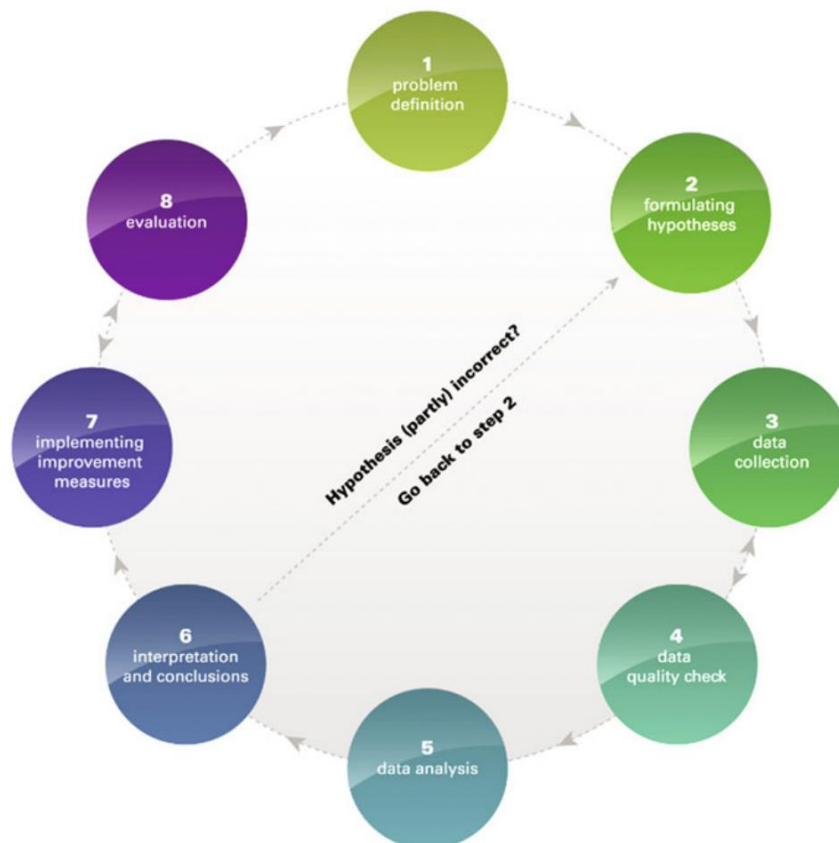 1
problem
definition
2
formulating
hypotheses
3
data
collection
4
data
quality check
5
data analysis
6
interpretation
and conclusions
7
implementing
improvement
measures
8
evaluation
Hypothesis (partly) incorrect?
Go back to step 2